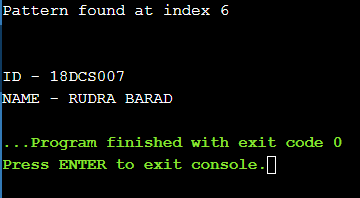 Pattern found at index 6
ID - 18DCS007
NAME - RUDRA BARAD
...Program finished with exit code 0
Press ENTER to exit console.